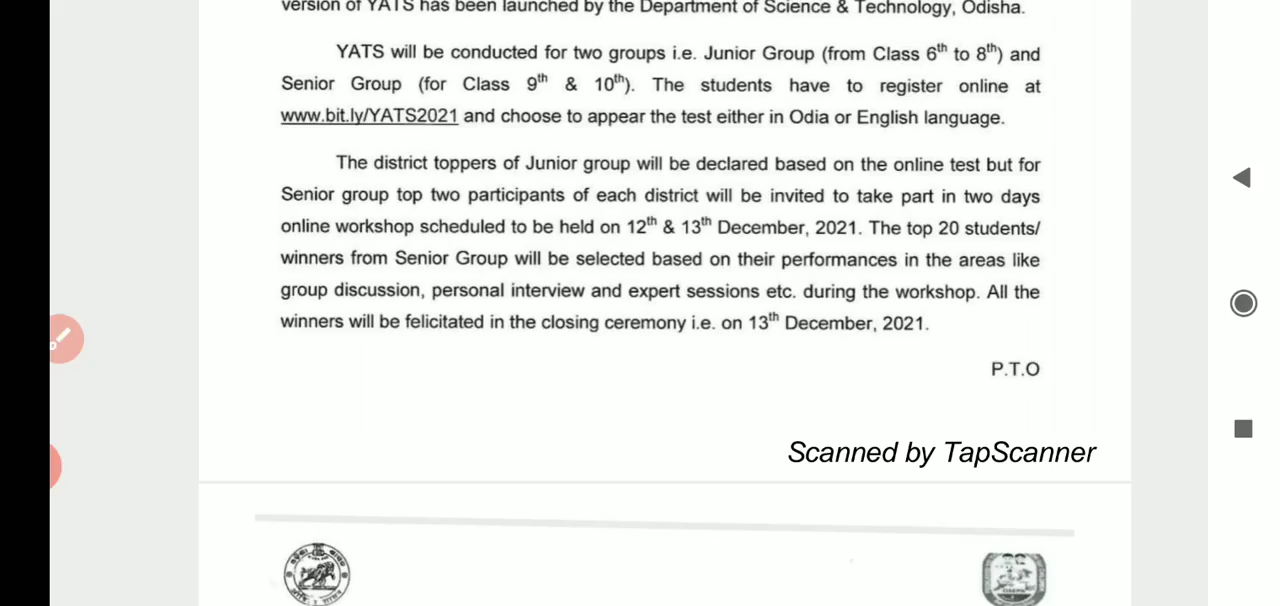 version of YATS has been launched by the Department of Science & Technology, Odisha.
YATS will be conducted for two groups i.e. Junior Group (from Class 6th to 8th) and
Senior Group (for Class 9th & 10th). The students have to register online at
www.bit.ly/YATS2021 and choose to appear the test either in Odia or English language.
The district toppers of Junior group will be declared based on the online test but for
Senior group top two participants of each district will be invited to take part in two days
online workshop scheduled to be held on 12th & 13th December, 2021. The top 20 students/
winners from Senior Group will be selected based on their performances in the areas like
group discussion, personal interview and expert sessions etc. during the workshop. All the
winners will be felicitated in the closing ceremony i.e. on 13th December, 2021.
P.T.O
Scanned by TapScanner